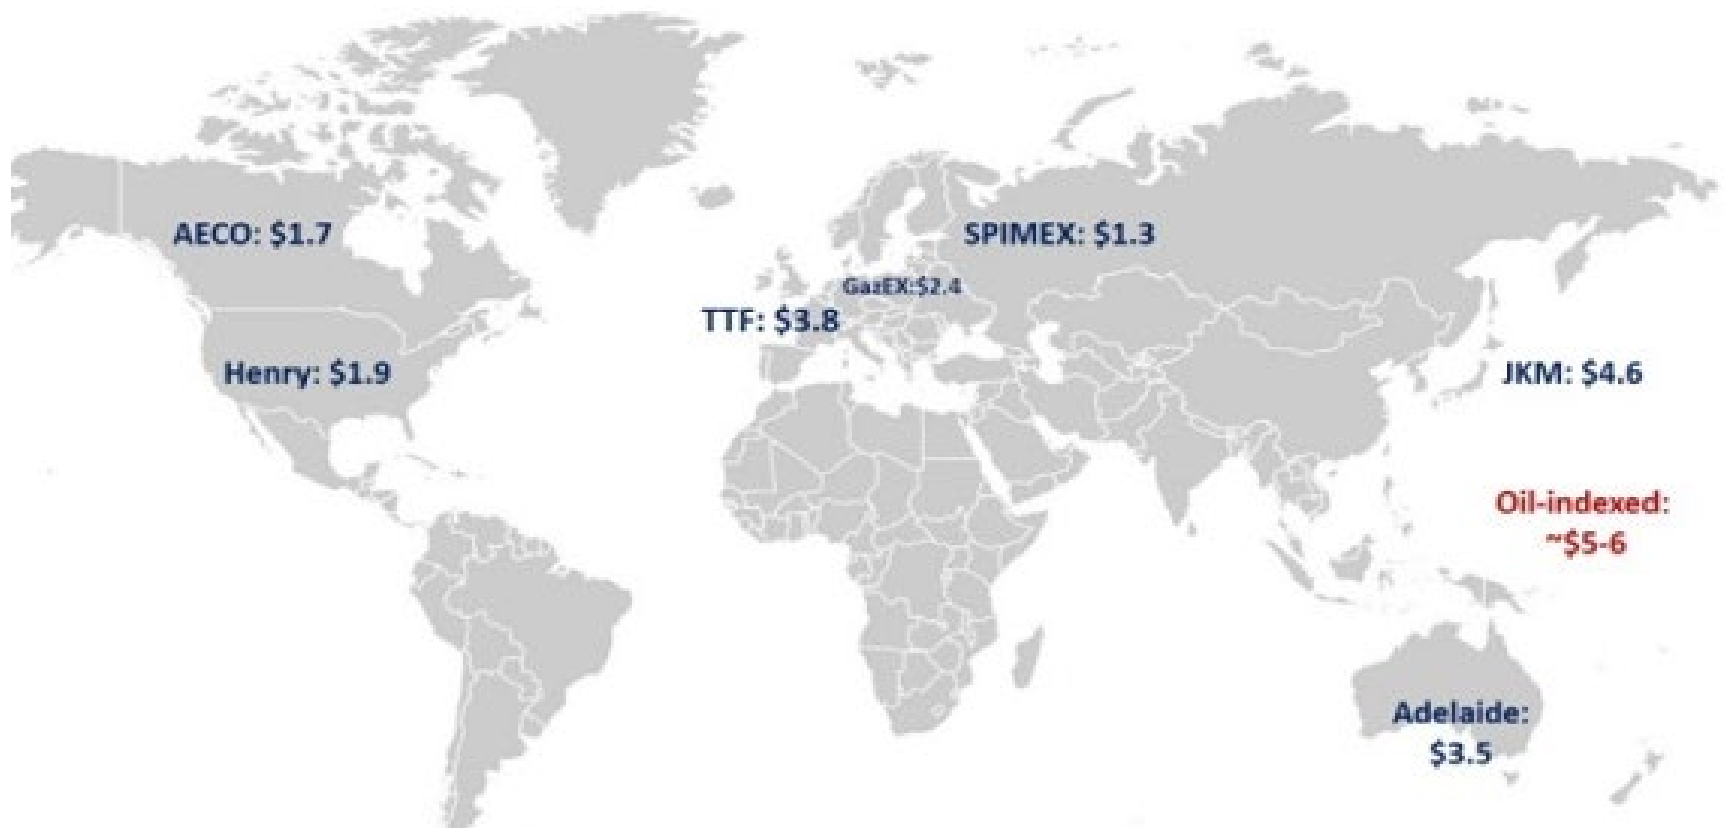 AECO: $1.7
SPIMEX: $1.3
GazEX:$2.4
TTF: $3.8
Henry: $1.9
JKM: $4.6
Oil-indexed:
~$5-6
Adelaide:
$3.5